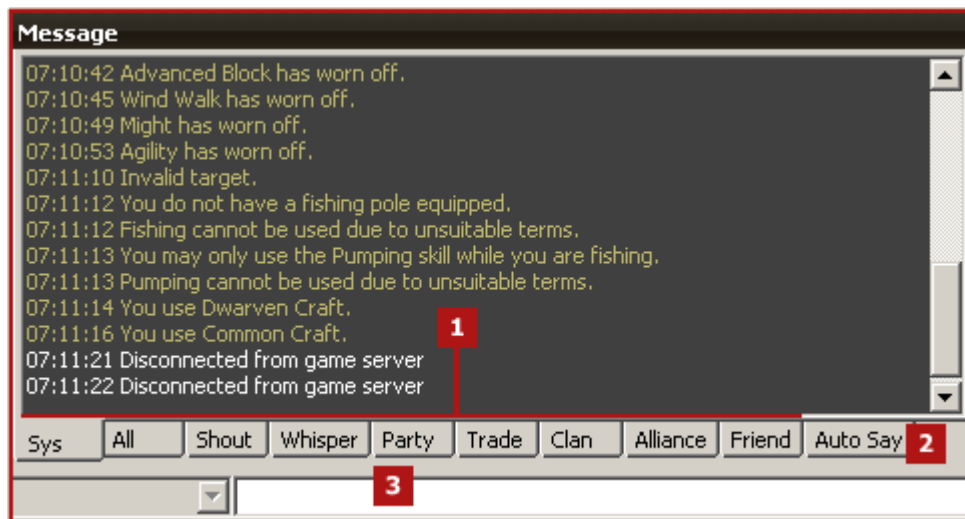 Message
07:10:42 Advanced Block has worn off.
07:10:45 Wind Walk has worn off.
07:10:49 Might has worn off.
07:10:53 Agility has worn off.
07:11:10 Invalid target.
07:11:12 You do not have a fishing pole equipped.
07:11:12 Fishing cannot be used due to unsuitable terms.
07:11:13 You may only use the Pumping skill while you are fishing.
07:11:13 Pumping cannot be used due to unsuitable terms.
07:11:14 You use Dwarven Craft.
07:11:16 You use Common Craft.
1
07:11:21 Disconnected from game server
07:11:22 Disconnected from game server
Sys All Shout Whisper Party Trade Clan Alliance Friend Auto Say 2
3